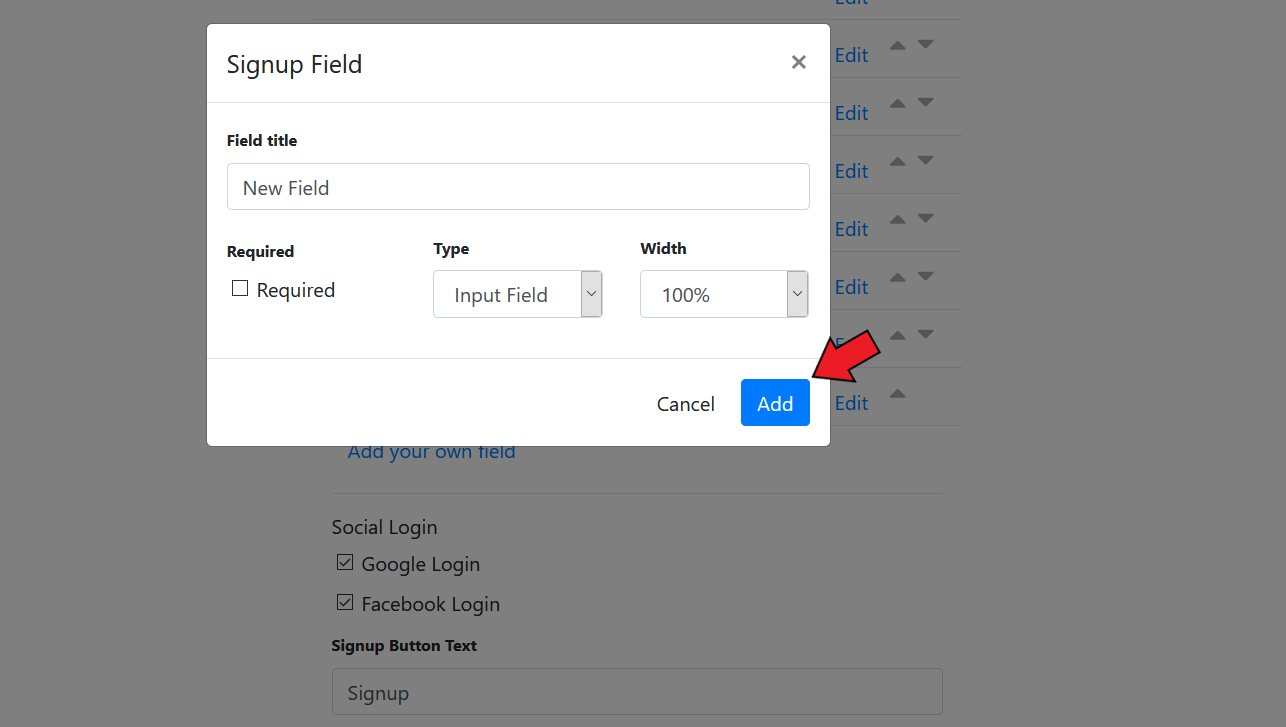 Edit
Signup Field
×
Edit
Edit
Field title
Edit
New Field
Edit
Required
Type
Width
Required
Input Field
100%
Edit
Cancel
Add
Edit
Add your own field
Social Login
Google Login
Facebook Login
Signup Button Text
Signup